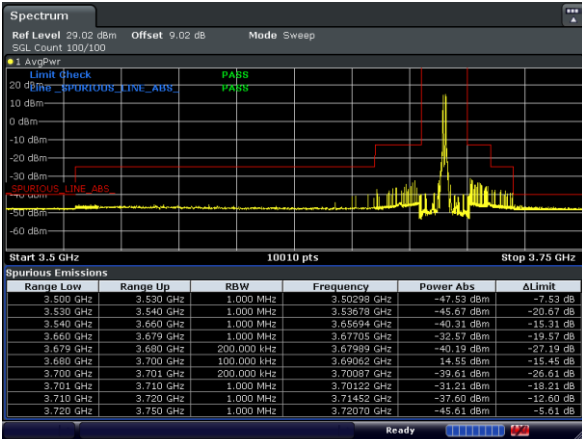 Spectrum
Ref Level 29.02 dBm Offset 9.02 dB Mode Sweep
SGL Count 100/100
1 AvgPwr
Limit Check PASS
20 dBm
Line _SPURIOUS_LINE_ABS_ PASS
10 dBm
0 dBm
-10 dBm
-20 dBm
-30 dBm
_SPURIOUS_LINE_ABS_
-40 dBm
-50 dBm
-60 dBm
Start 3.5 GHz 10010 pts Stop 3.75 GHz
Spurious Emissions
Range Low Range Up RBW Frequency Power Abs ΔLimit
3.500 GHz 3.530 GHz 1.000 MHz 3.50298 GHz -47.53 dBm -7.53 dB
3.530 GHz 3.540 GHz 1.000 MHz 3.53678 GHz -45.67 dBm -20.67 dB
3.540 GHz 3.660 GHz 1.000 MHz 3.65694 GHz -40.31 dBm -15.31 dB
3.660 GHz 3.679 GHz 1.000 MHz 3.67705 GHz -32.57 dBm -19.57 dB
3.679 GHz 3.680 GHz 200.000 kHz 3.67989 GHz -40.19 dBm -27.19 dB
3.680 GHz 3.700 GHz 100.000 kHz 3.69062 GHz 14.55 dBm -15.45 dB
3.700 GHz 3.701 GHz 200.000 kHz 3.70087 GHz -39.61 dBm -26.61 dB
3.701 GHz 3.710 GHz 1.000 MHz 3.70122 GHz -31.21 dBm -18.21 dB
3.710 GHz 3.720 GHz 1.000 MHz 3.71452 GHz -37.60 dBm -12.60 dB
3.720 GHz 3.750 GHz 1.000 MHz 3.72070 GHz -45.61 dBm -5.61 dB
Ready